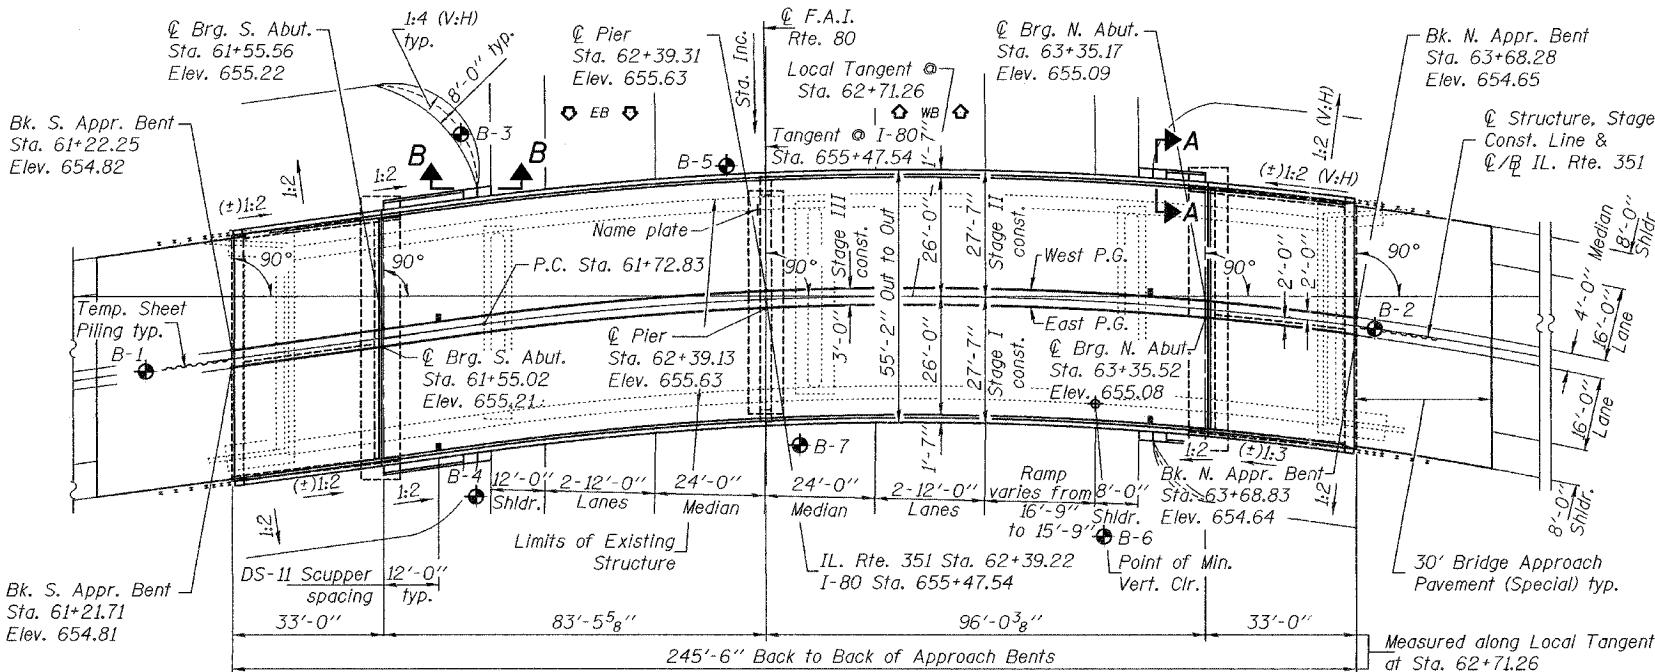 ℄ Brg. S. Abut.
Sta. 61+55.56
Elev. 655.22
1:4 (V:H)
typ.
8'-0" typ.
℄ Pier
Sta. 62+39.31
Elev. 655.63
℄ F.A.I.
Rte. 80
Sta. Inc.
Local Tangent @
Sta. 62+71.26
℄ Brg. N. Abut.
Sta. 63+35.17
Elev. 655.09
Bk. N. Appr. Bent
Sta. 63+68.28
Elev. 654.65
Bk. S. Appr. Bent
Sta. 61+22.25
Elev. 654.82
B-3
EB
WB
Tangent @ I-80
Sta. 655+47.54
1'-7"
℄ Structure, Stage
Const. Line &
℄/P̱ IL. Rte. 351
B
B
B-5
A
A
1:2
1:2
(±)1:2
1:2 (V:H)
(±)1:2 (V:H)
Name plate
P.C. Sta. 61+72.83
90°
90°
90°
90°
90°
Stage III
const.
3'-0"
55'-2" Out to Out
26'-0"
26'-0"
27'-7"
27'-7"
Stage II
const.
Stage I
const.
West P.G.
East P.G.
2'-0"
2'-0"
8'-0"
Shldr
4'-0" Median
16'-0"
Lane
16'-0"
Lane
8'-0"
Shldr.
Temp. Sheet
Piling typ.
B-1
B-2
℄ Brg. S. Abut.
Sta. 61+55.02
Elev. 655.21
℄ Pier
Sta. 62+39.13
Elev. 655.63
℄ Brg. N. Abut.
Sta. 63+35.52
Elev. 655.08
B-7
1'-7"
(±)1:2
1:2
1:2
B-4
12'-0"
Shldr.
2-12'-0"
Lanes
24'-0"
Median
24'-0"
Median
2-12'-0"
Lanes
Ramp
varies from
16'-9"
to 15'-9"
8'-0"
Shldr.
1:2
(±)1:3
1:2
Bk. N. Appr. Bent
Sta. 63+68.83
Elev. 654.64
B-6
Point of Min.
Vert. Clr.
Limits of Existing
Structure
DS-11 Scupper
spacing
12'-0"
typ.
IL. Rte. 351 Sta. 62+39.22
I-80 Sta. 655+47.54
30' Bridge Approach
Pavement (Special) typ.
Bk. S. Appr. Bent
Sta. 61+21.71
Elev. 654.81
33'-0"
83'-5⅝"
96'-0⅜"
33'-0"
245'-6" Back to Back of Approach Bents
Measured along Local Tangent
at Sta. 62+71.26